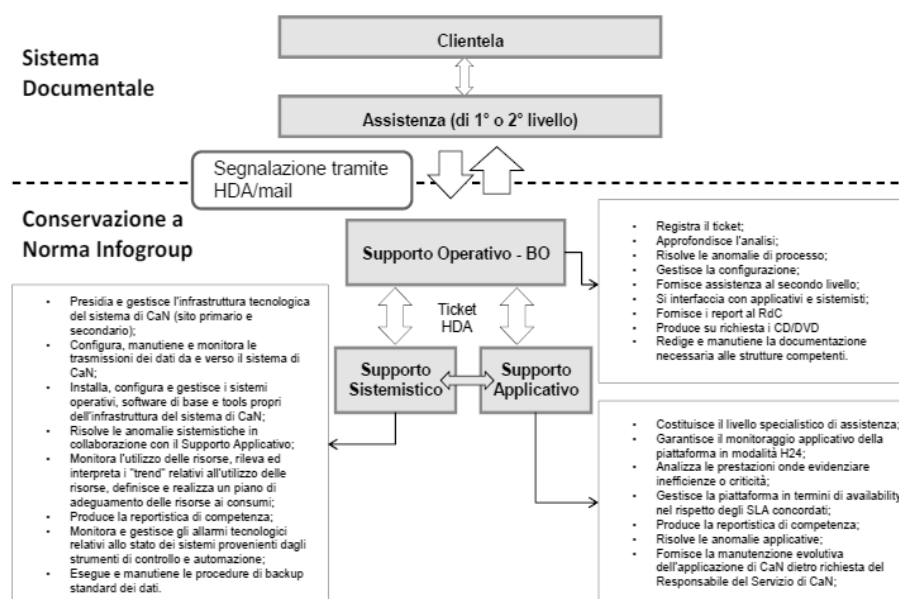 Sistema
Documentale
Clientela
Assistenza (di 1° o 2° livello)
Segnalazione tramite
HDA/mail
Conservazione a
Norma Infogroup
Supporto Operativo - BO
Ticket
HDA
Supporto
Sistemistico
Supporto
Applicativo
• Registra il ticket;
• Approfondisce l'analisi;
• Risolve le anomalie di processo;
• Gestisce la configurazione;
• Fornisce assistenza al secondo livello;
• Si interfaccia con applicativi e sistemisti;
• Fornisce i report al RdC
• Produce su richiesta i CD/DVD
• Redige e manutiene la documentazione
necessaria alle strutture competenti.
• Presidia e gestisce l'infrastruttura tecnologica
del sistema di CaN (sito primario e
secondario);
• Configura, manutiene e monitora le
trasmissioni dei dati da e verso il sistema di
CaN;
• Installa, configura e gestisce i sistemi
operativi, software di base e tools propri
dell'infrastruttura del sistema di CaN;
• Risolve le anomalie sistemistiche in
collaborazione con il Supporto Applicativo;
• Monitora l'utilizzo delle risorse, rileva ed
interpreta i "trend" relativi all'utilizzo delle
risorse, definisce e realizza un piano di
adeguamento delle risorse ai consumi;
• Produce la reportistica di competenza;
• Monitora e gestisce gli allarmi tecnologici
relativi allo stato dei sistemi provenienti dagli
strumenti di controllo e automazione;
• Esegue e manutiene le procedure di backup
standard dei dati.
• Costituisce il livello specialistico di assistenza;
• Garantisce il monitoraggio applicativo della
piattaforma in modalità H24;
• Analizza le prestazioni onde evidenziare
inefficienze o criticità;
• Gestisce la piattaforma in termini di availability
nel rispetto degli SLA concordati;
• Produce la reportistica di competenza;
• Risolve le anomalie applicative;
• Fornisce la manutenzione evolutiva
dell'applicazione di CaN dietro richiesta del
Responsabile del Servizio di CaN;